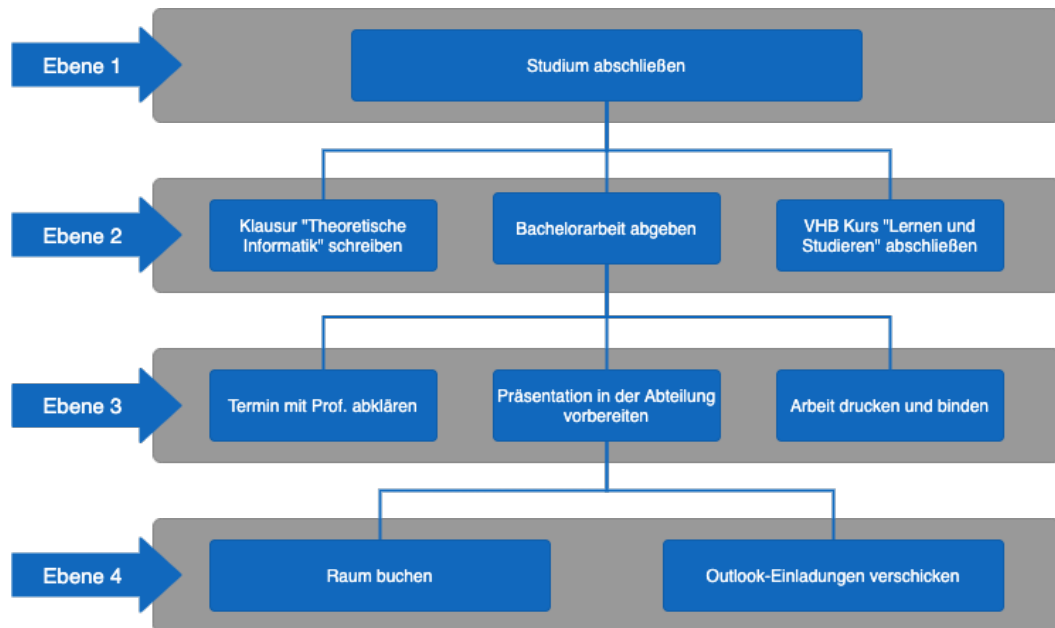 Ebene 1
Studium abschließen
Ebene 2
Klausur "Theoretische
Informatik" schreiben
Bachelorarbeit abgeben
VHB Kurs "Lernen und
Studieren" abschließen
Ebene 3
Termin mit Prof. abklären
Präsentation in der Abteilung
vorbereiten
Arbeit drucken und binden
Ebene 4
Raum buchen
Outlook-Einladungen verschicken